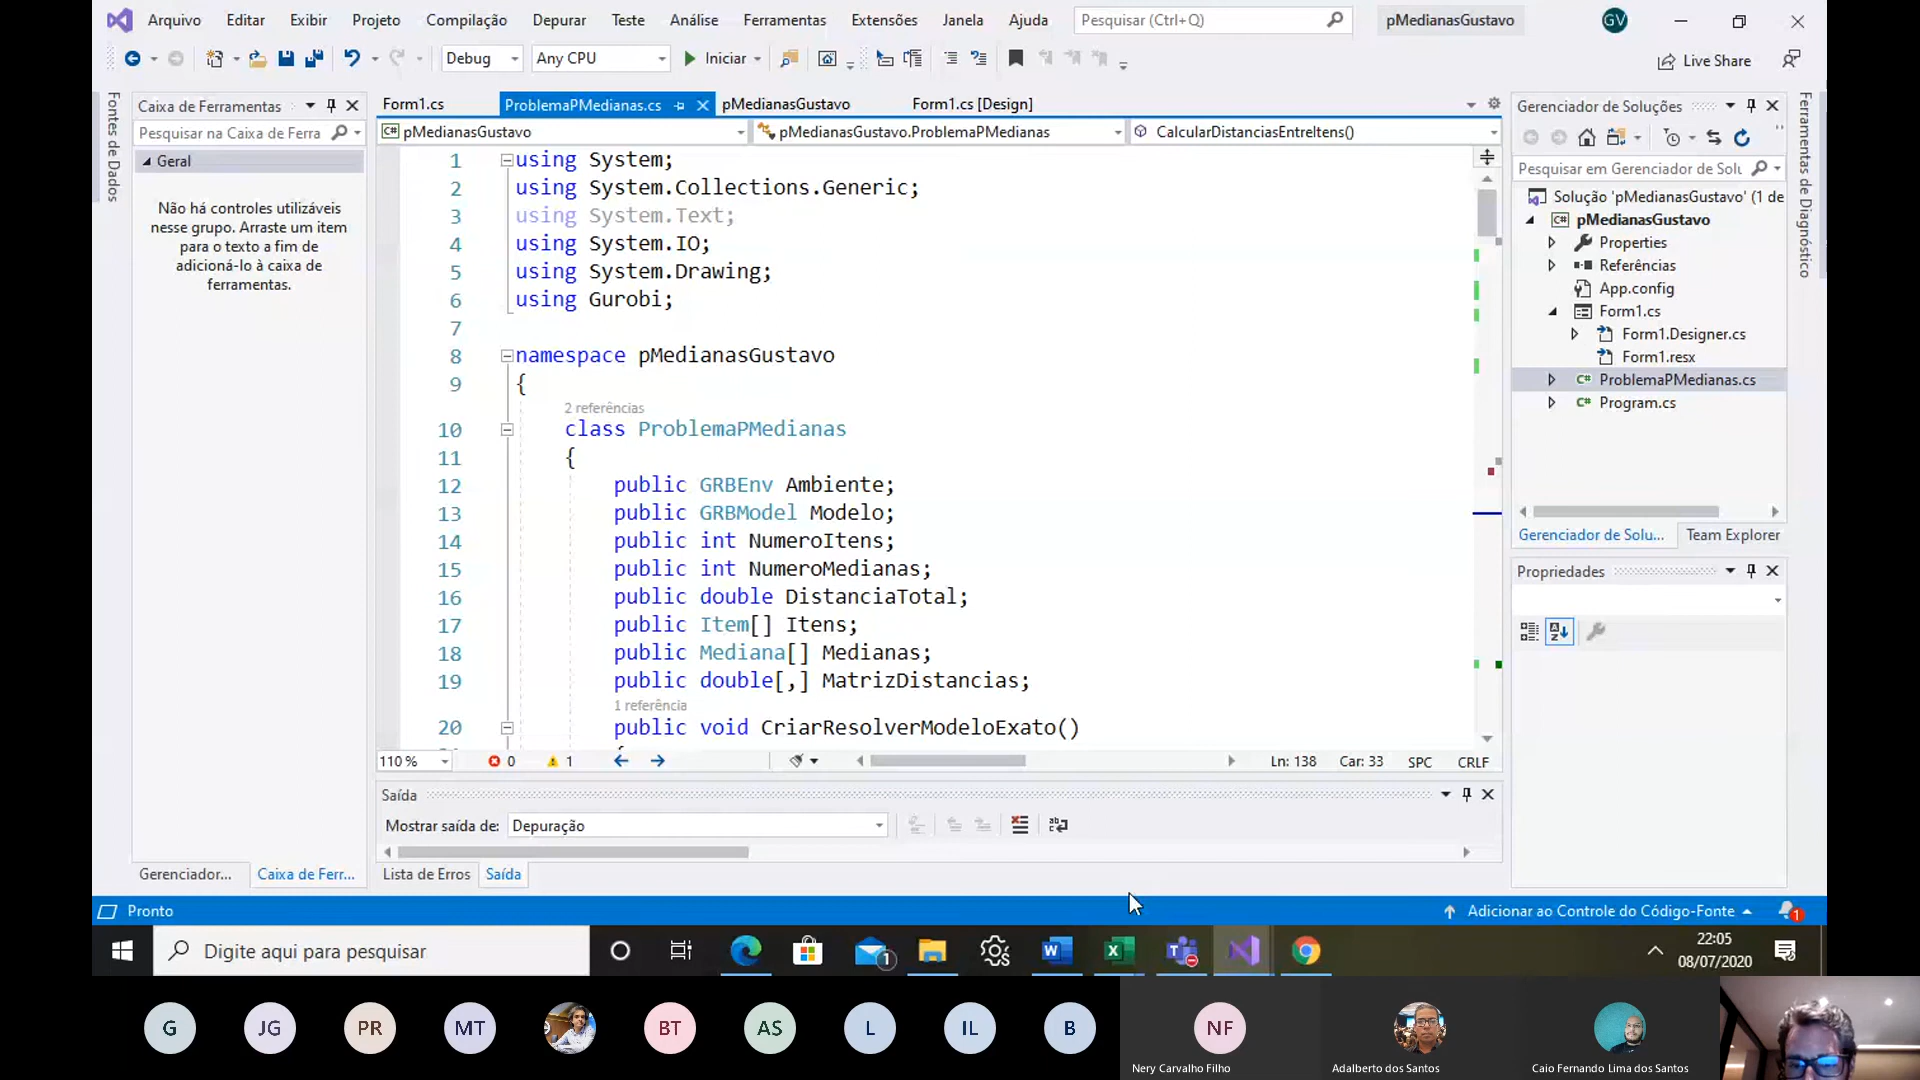 Arquivo Editar Exibir Projeto Compilação Depurar Teste Análise Ferramentas Extensões Janela Ajuda Pesquisar (Ctrl+Q) pMedianasGustavo GV
Debug Any CPU Iniciar Live Share
Fontes de Dados
Caixa de Ferramentas
Pesquisar na Caixa de Ferra
Geral
Não há controles utilizáveis
nesse grupo. Arraste um item
para o texto a fim de
adicioná-lo à caixa de
ferramentas.
Gerenciador... Caixa de Ferr...
Form1.cs ProblemaPMedianas.cs pMedianasGustavo Form1.cs [Design]
pMedianasGustavo pMedianasGustavo.ProblemaPMedianas CalcularDistanciasEntreItens()
1 using System;
2 using System.Collections.Generic;
3 using System.Text;
4 using System.IO;
5 using System.Drawing;
6 using Gurobi;
7
8 namespace pMedianasGustavo
9 {
2 referências
10 class ProblemaPMedianas
11 {
12 public GRBEnv Ambiente;
13 public GRBModel Modelo;
14 public int NumeroItens;
15 public int NumeroMedianas;
16 public double DistanciaTotal;
17 public Item[] Itens;
18 public Mediana[] Medianas;
19 public double[,] MatrizDistancias;
1 referência
20 public void CriarResolverModeloExato()
110 % 0 1 Ln: 138 Car: 33 SPC CRLF
Saída
Mostrar saída de: Depuração
Lista de Erros Saída
Gerenciador de Soluções
Pesquisar em Gerenciador de Solu
Solução 'pMedianasGustavo' (1 de
pMedianasGustavo
Properties
Referências
App.config
Form1.cs
Form1.Designer.cs
Form1.resx
ProblemaPMedianas.cs
Program.cs
Gerenciador de Solu... Team Explorer
Propriedades
Ferramentas de Diagnóstico
Pronto Adicionar ao Controle do Código-Fonte 1
Digite aqui para pesquisar 1 22:05
08/07/2020
G JG PR MT BT AS L IL B NF
Nery Carvalho Filho Adalberto dos Santos Caio Fernando Lima dos Santos